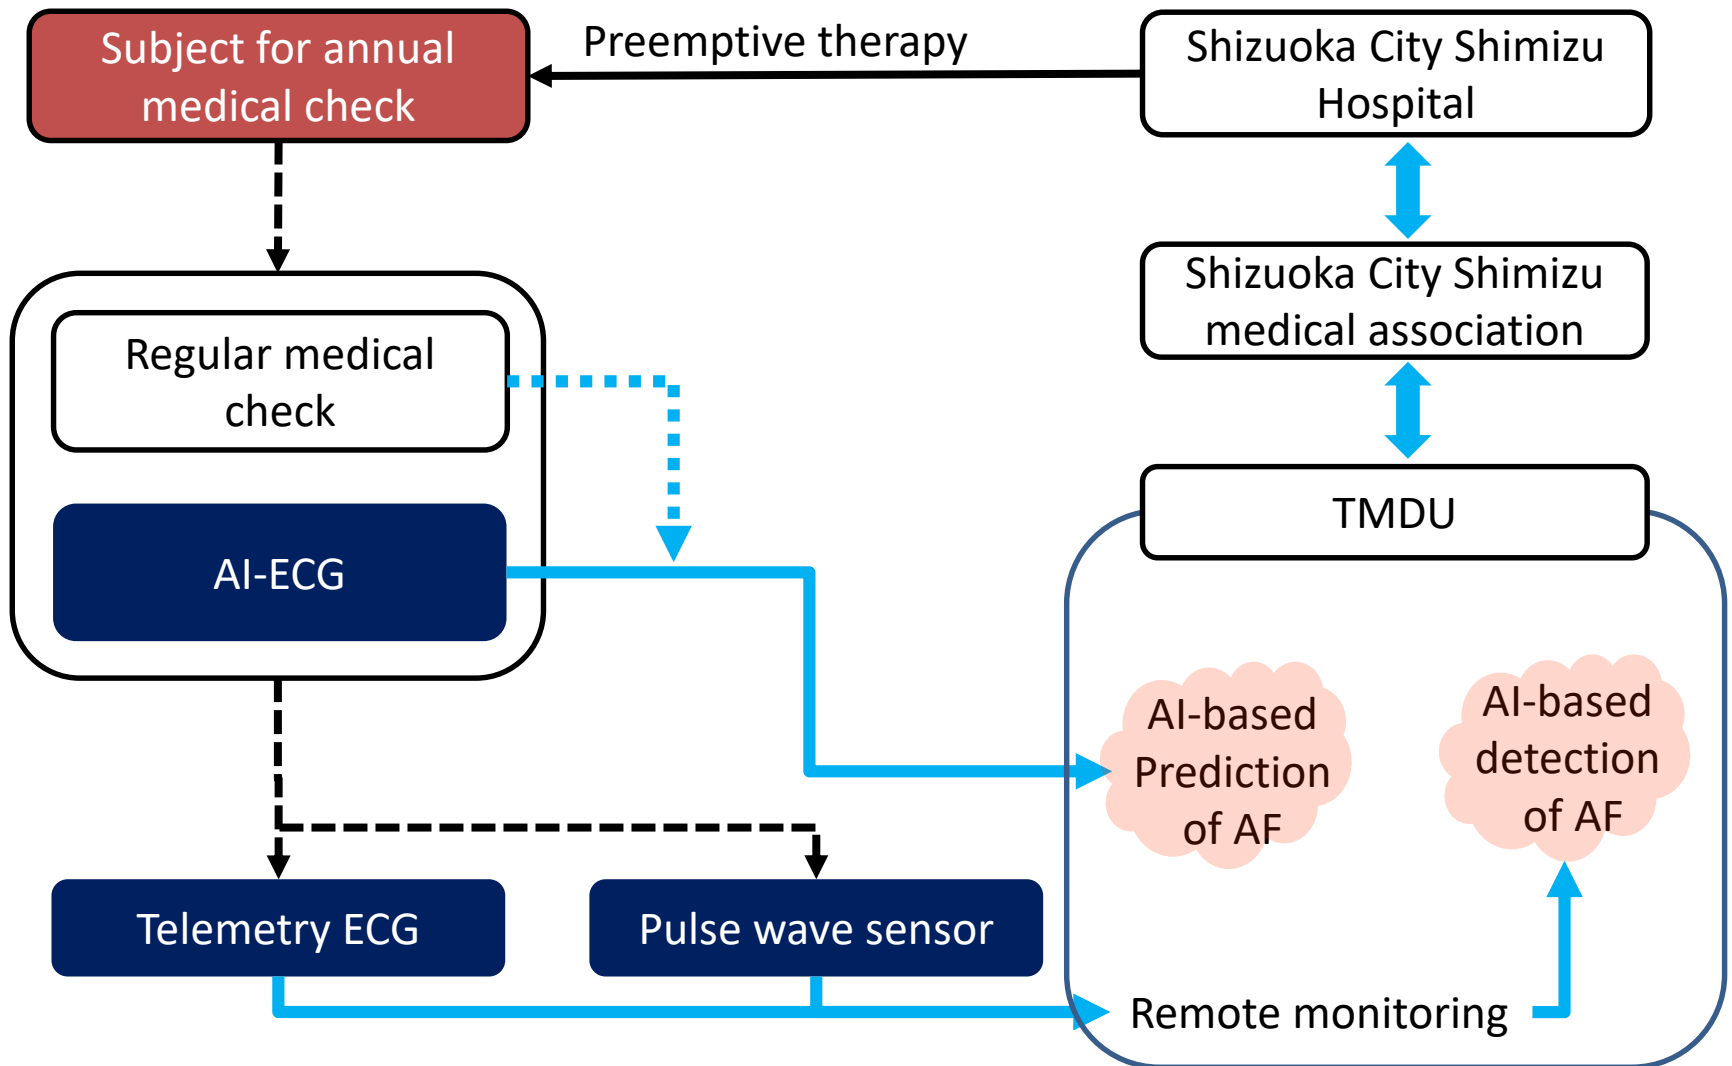 Subject for annual
medical check
Preemptive therapy
Shizuoka City Shimizu
Hospital
Shizuoka City Shimizu
medical association
Regular medical
check
AI-ECG
TMDU
AI-based
Prediction
of AF
AI-based
detection
of AF
Telemetry ECG
Pulse wave sensor
Remote monitoring